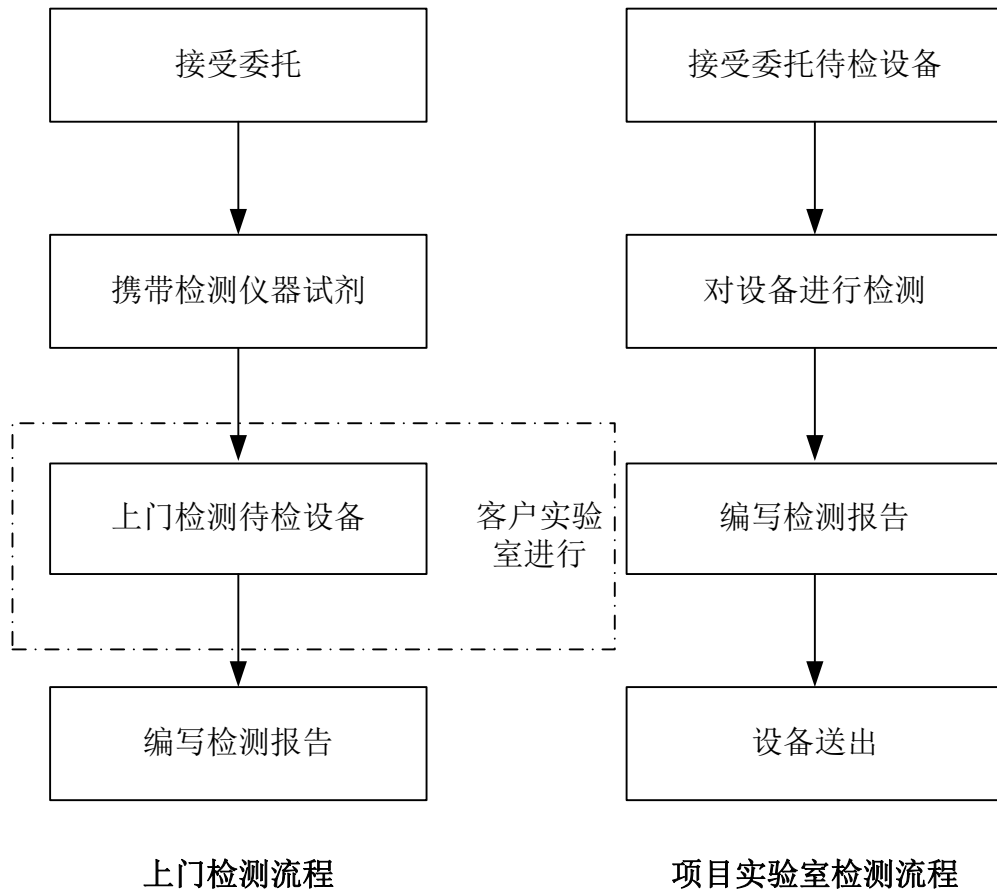 接受委托
携带检测仪器试剂
上门检测待检设备
客户实验
室进行
编写检测报告
上门检测流程
接受委托待检设备
对设备进行检测
编写检测报告
设备送出
项目实验室检测流程